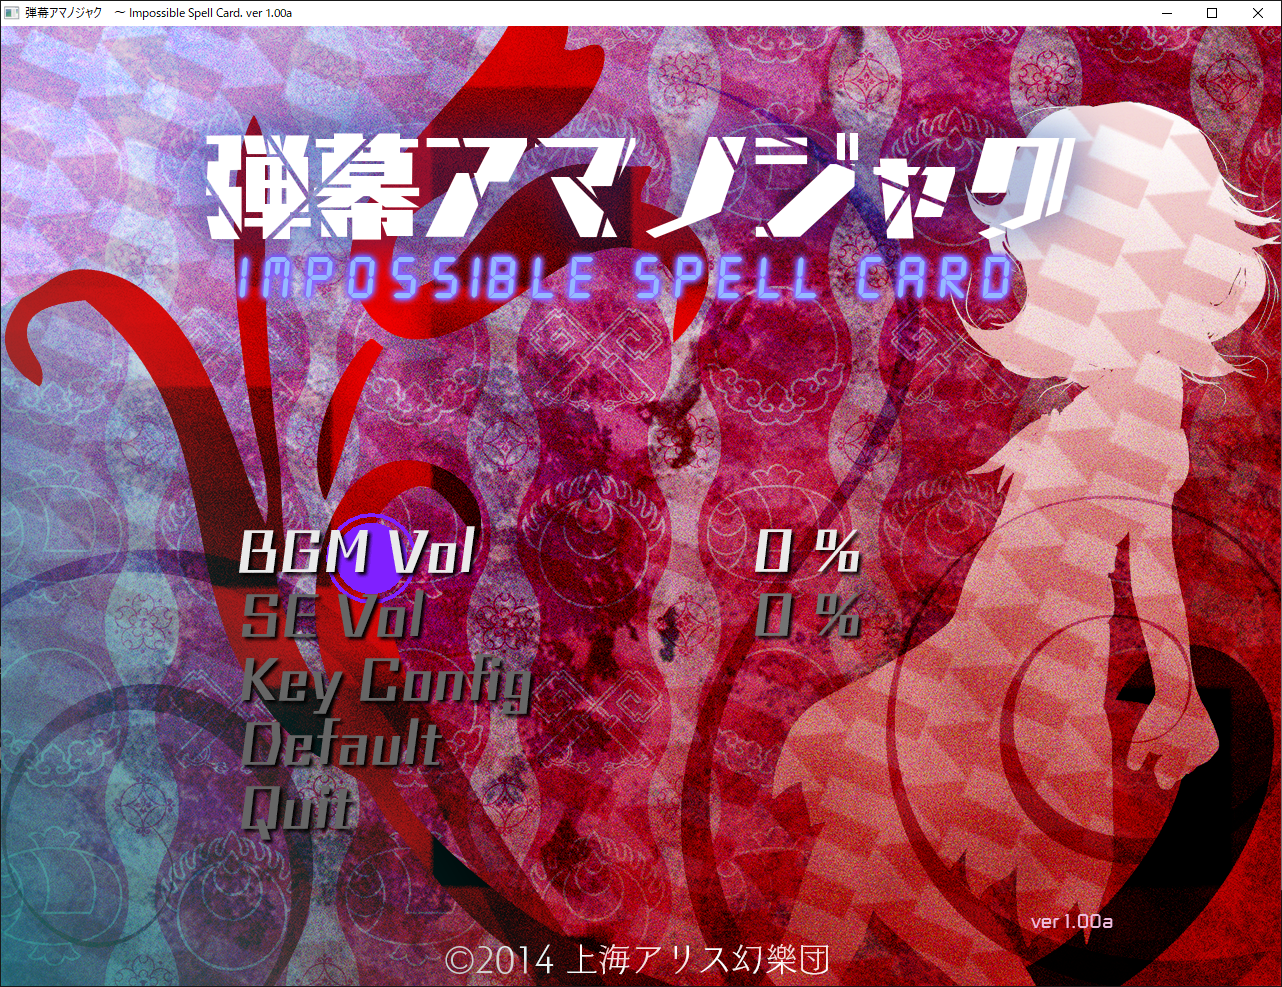 弾幕アマノジャク　～ Impossible Spell Card. ver 1.00a
弾幕アマノジャク
IMPOSSIBLE SPELL CARD
BGM Vol 0 %
SE Vol 0 %
Key Config
Default
Quit
ver 1.00a
©2014 上海アリス幻樂団